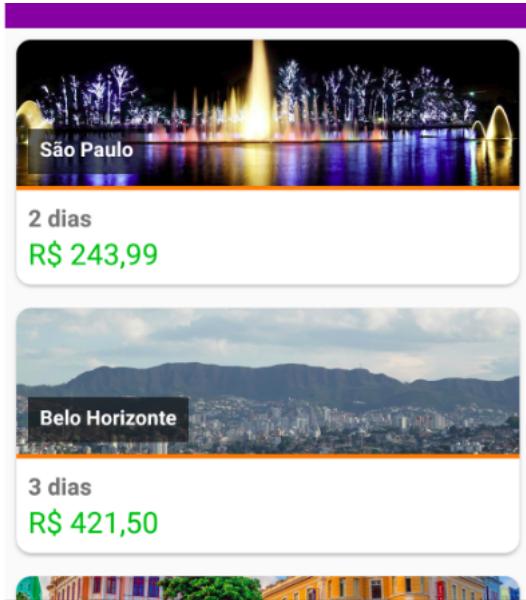 São Paulo
2 dias
R$ 243,99
Belo Horizonte
3 dias
R$ 421,50